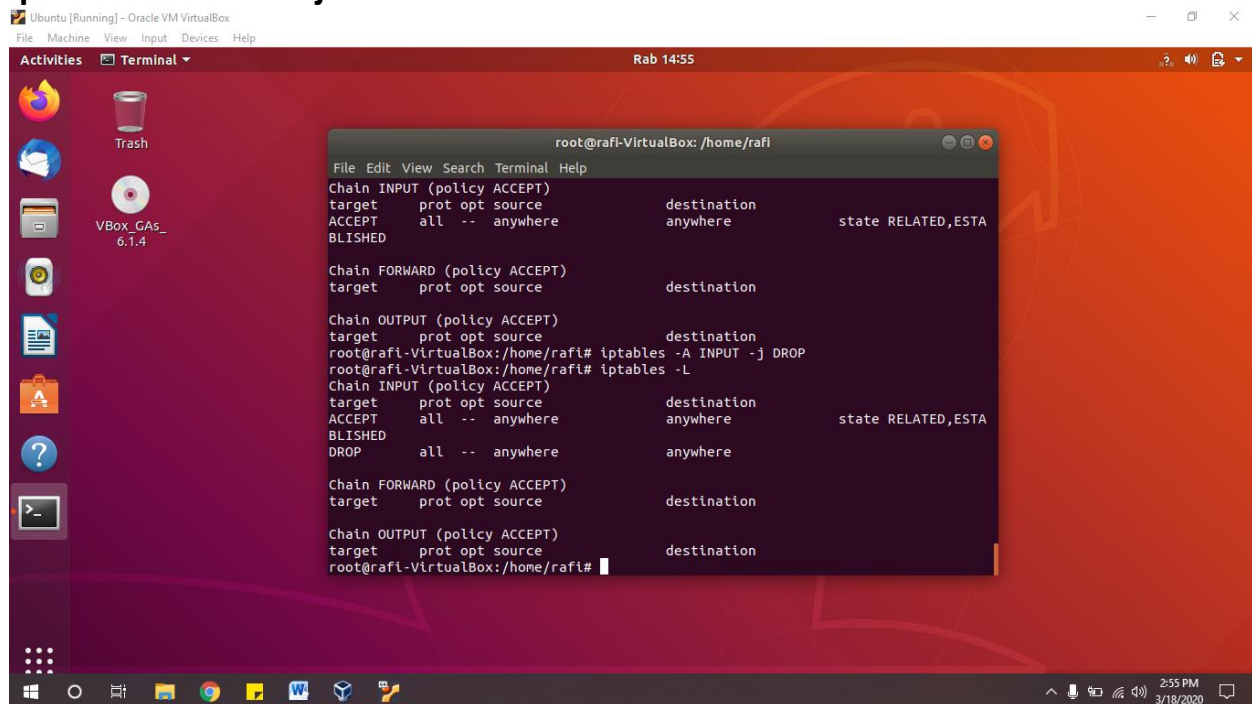 Ubuntu [Running] - Oracle VM VirtualBox
File Machine View Input Devices Help
Activities Terminal Rab 14:55
Trash
VBox_GAs_
6.1.4
root@rafi-VirtualBox: /home/rafi
File Edit View Search Terminal Help
Chain INPUT (policy ACCEPT)
target prot opt source destination
ACCEPT all -- anywhere anywhere state RELATED,ESTA
BLISHED
Chain FORWARD (policy ACCEPT)
target prot opt source destination
Chain OUTPUT (policy ACCEPT)
target prot opt source destination
root@rafi-VirtualBox:/home/rafi# iptables -A INPUT -j DROP
root@rafi-VirtualBox:/home/rafi# iptables -L
Chain INPUT (policy ACCEPT)
target prot opt source destination
ACCEPT all -- anywhere anywhere state RELATED,ESTA
BLISHED
DROP all -- anywhere anywhere
Chain FORWARD (policy ACCEPT)
target prot opt source destination
Chain OUTPUT (policy ACCEPT)
target prot opt source destination
root@rafi-VirtualBox:/home/rafi#
2:55 PM
3/18/2020